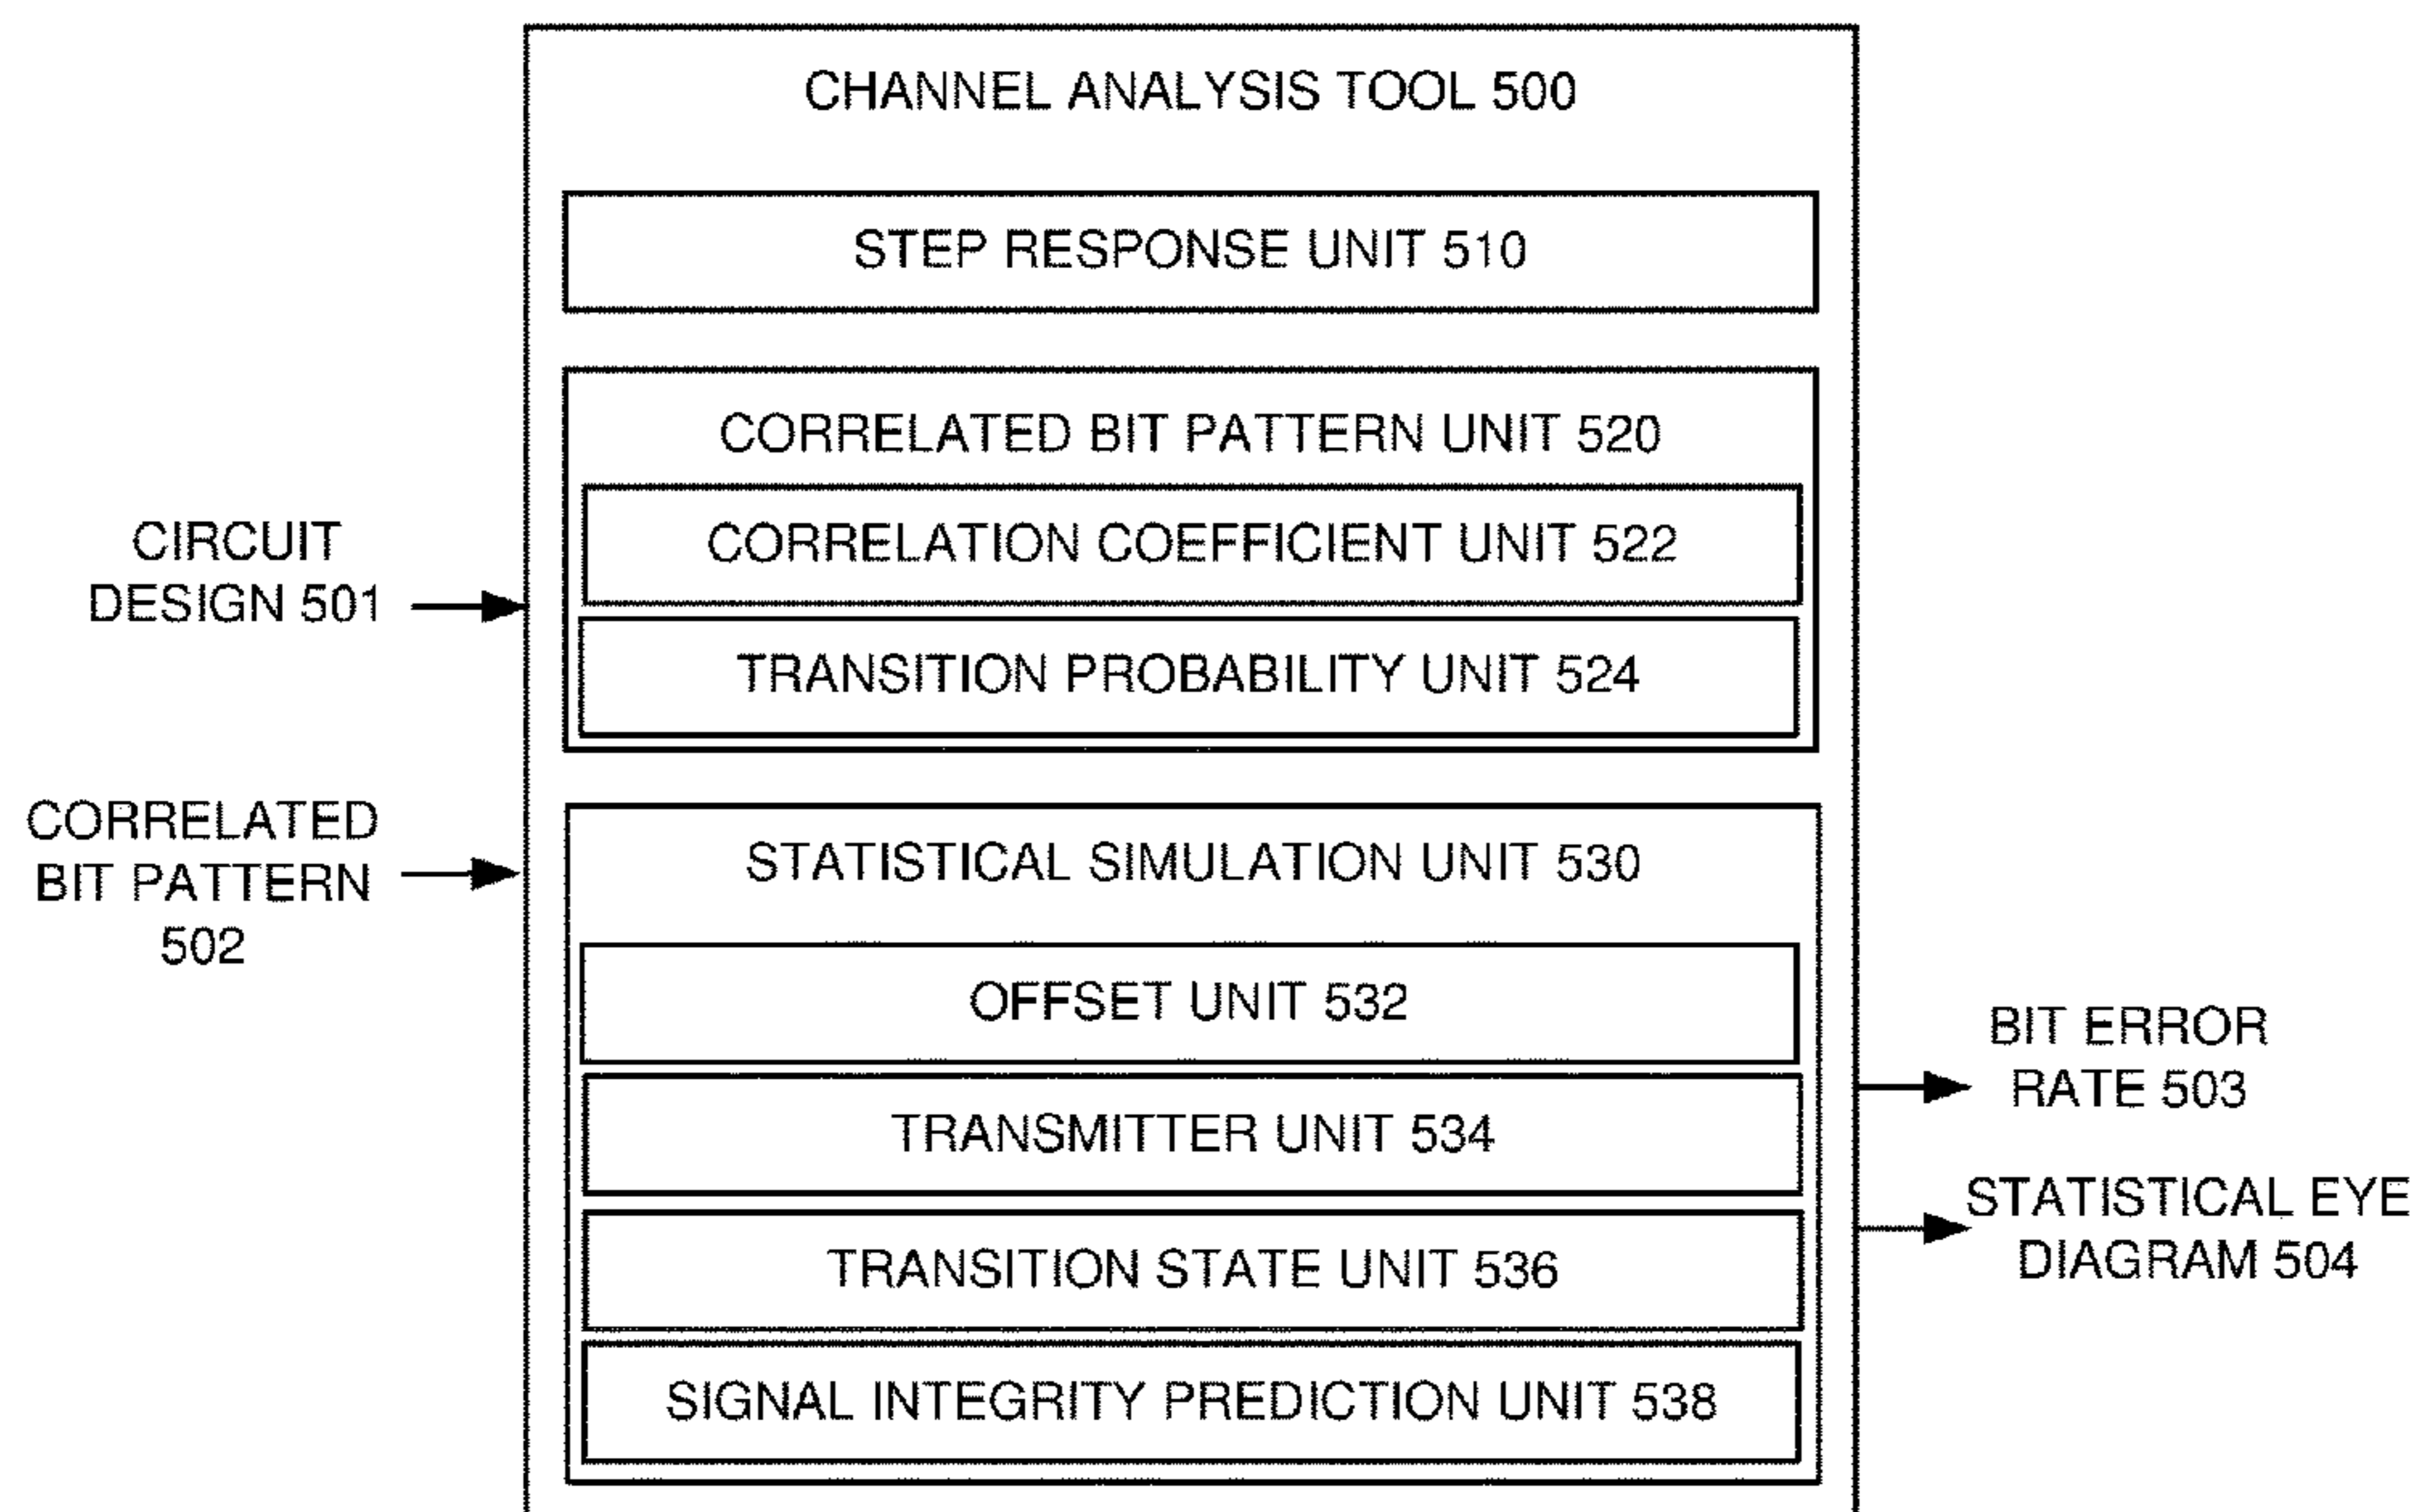 CHANNEL ANALYSIS TOOL 500
STEP RESPONSE UNIT 510
CORRELATED BIT PATTERN UNIT 520
CORRELATION COEFFICIENT UNIT 522
TRANSITION PROBABILITY UNIT 524
CIRCUIT
DESIGN 501
CORRELATED
BIT PATTERN
502
STATISTICAL SIMULATION UNIT 530
OFFSET UNIT 532
TRANSMITTER UNIT 534
TRANSITION STATE UNIT 536
SIGNAL INTEGRITY PREDICTION UNIT 538
BIT ERROR
RATE 503
STATISTICAL EYE
DIAGRAM 504